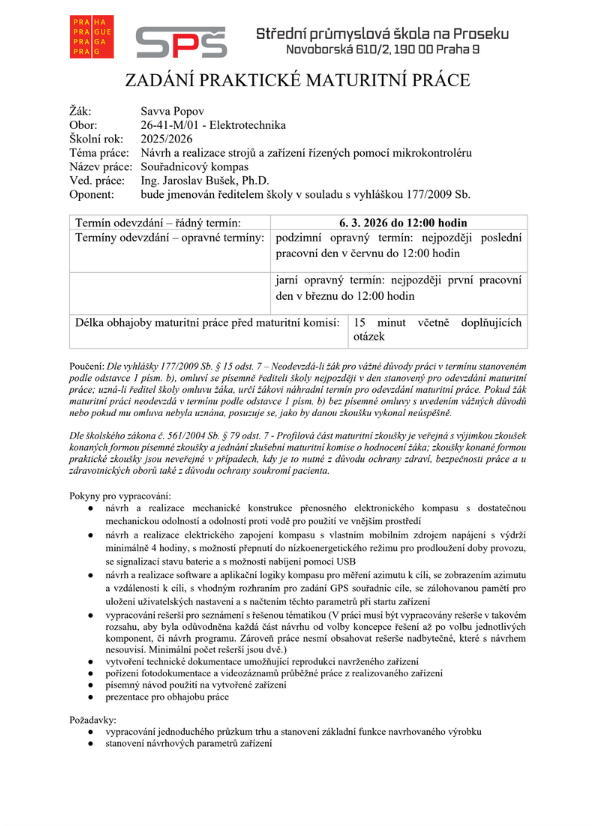 PRA HA
PRA GUE
PRA GA
PRA G
SPŠ
Střední průmyslová škola na Proseku
Novoborská 610/2, 190 00 Praha 9
ZADÁNÍ PRAKTICKÉ MATURITNÍ PRÁCE
Žák: Savva Popov
Obor: 26-41-M/01 - Elektrotechnika
Školní rok: 2025/2026
Téma práce: Návrh a realizace strojů a zařízení řízených pomocí mikrokontroléru
Název práce: Souřadnicový kompas
Ved. práce: Ing. Jaroslav Bušek, Ph.D.
Oponent: bude jmenován ředitelem školy v souladu s vyhláškou 177/2009 Sb.
Termín odevzdání – řádný termín: 6. 3. 2026 do 12:00 hodin
Termíny odevzdání – opravné termíny: podzimní opravný termín: nejpozději poslední
pracovní den v červnu do 12:00 hodin
jarní opravný termín: nejpozději první pracovní
den v březnu do 12:00 hodin
Délka obhajoby maturitní práce před maturitní komisí: 15 minut včetně doplňujících
otázek
Poučení: Dle vyhlášky 177/2009 Sb. § 15 odst. 7 – Neodevzdá-li žák pro vážné důvody práci v termínu stanoveném
podle odstavce 1 písm. b), omluví se písemně řediteli školy nejpozději v den stanovený pro odevzdání maturitní
práce; uzná-li ředitel školy omluvu žáka, určí žákovi náhradní termín pro odevzdání maturitní práce. Pokud žák
maturitní práci neodevzdá v termínu podle odstavce 1 písm. b) bez písemné omluvy s uvedením vážných důvodů
nebo pokud mu omluva nebyla uznána, posuzuje se, jako by danou zkoušku vykonal neúspěšně.
Dle školského zákona č. 561/2004 Sb. § 79 odst. 7 - Profilová část maturitní zkoušky je veřejná s výjimkou zkoušek
konaných formou písemné zkoušky a jednání zkušební maturitní komise o hodnocení žáka; zkoušky konané formou
praktické zkoušky jsou neveřejné v případech, kdy je to nutné z důvodu ochrany zdraví, bezpečnosti práce a u
zdravotnických oborů také z důvodu ochrany soukromí pacienta.
Pokyny pro vypracování:
● návrh a realizace mechanické konstrukce přenosného elektronického kompasu s dostatečnou
mechanickou odolností a odolností proti vodě pro použití ve vnějším prostředí
● návrh a realizace elektrického zapojení kompasu s vlastním mobilním zdrojem napájení s výdrží
minimálně 4 hodiny, s možností přepnutí do nízkoenergetického režimu pro prodloužení doby provozu,
se signalizací stavu baterie a s možností nabíjení pomocí USB
● návrh a realizace software a aplikační logiky kompasu pro měření azimutu k cíli, se zobrazením azimutu
a vzdálenosti k cíli, s vhodným rozhraním pro zadání GPS souřadnic cíle, se zálohovanou pamětí pro
uložení uživatelských nastavení a s načtením těchto parametrů při startu zařízení
● vypracování rešerší pro seznámení s řešenou tématikou (V práci musí být vypracovány rešerše v takovém
rozsahu, aby byla odůvodněna každá část návrhu od volby koncepce řešení až po volbu jednotlivých
komponent, či návrh programu. Zároveň práce nesmí obsahovat rešerše nadbytečné, které s návrhem
nesouvisí. Minimální počet rešerší jsou dvě.)
● vytvoření technické dokumentace umožňující reprodukci navrženého zařízení
● pořízení fotodokumentace a videozáznamů průběžné práce z realizovaného zařízení
● písemný návod použití na vytvořené zařízení
● prezentace pro obhajobu práce
Požadavky:
● vypracování jednoduchého průzkum trhu a stanovení základní funkce navrhovaného výrobku
● stanovení návrhových parametrů zařízení